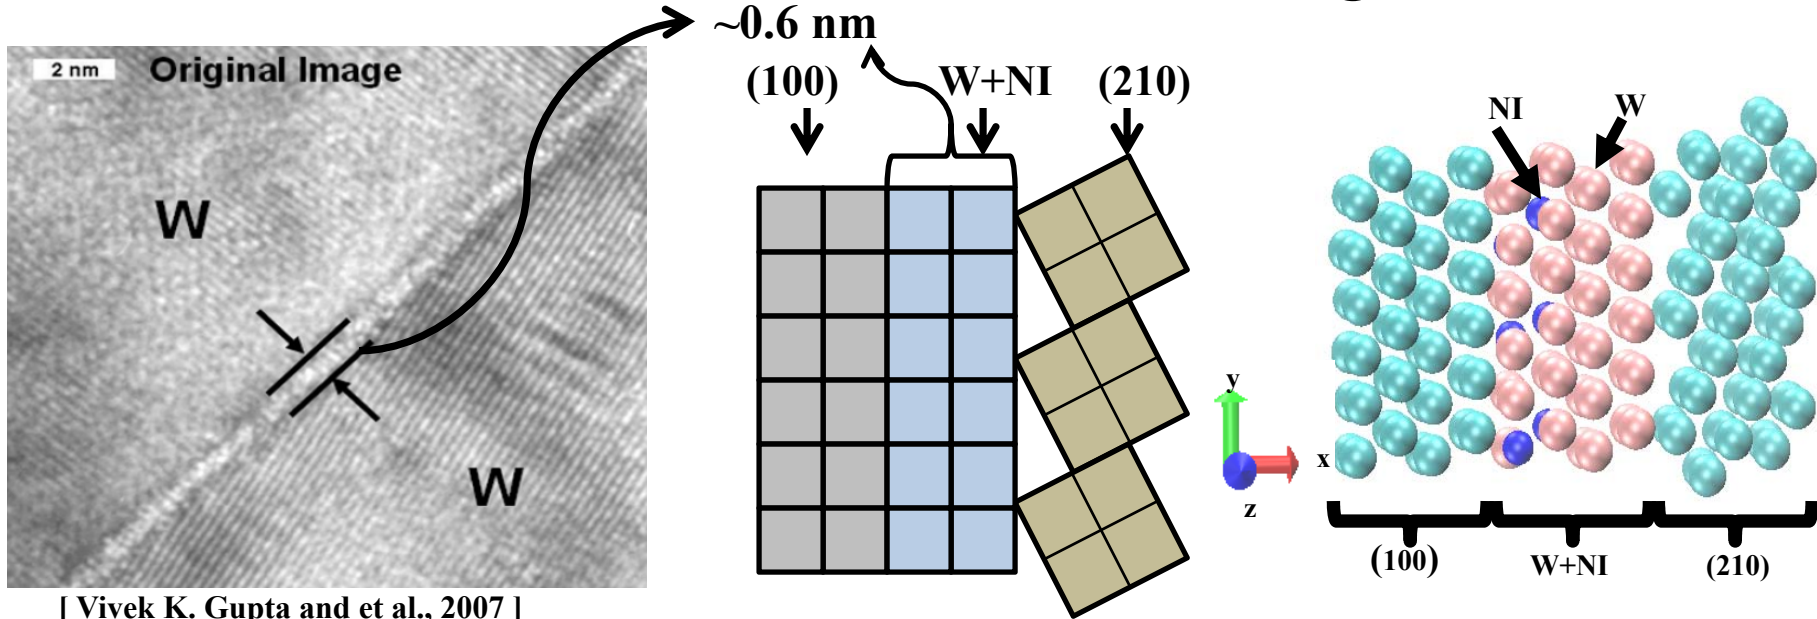 ~0.6 nm
2 nm
Original Image
W
W
[ Vivek K. Gupta and et al., 2007 ]
(100)
W+NI
(210)
y
x
z
NI
W
(100)
W+NI
(210)